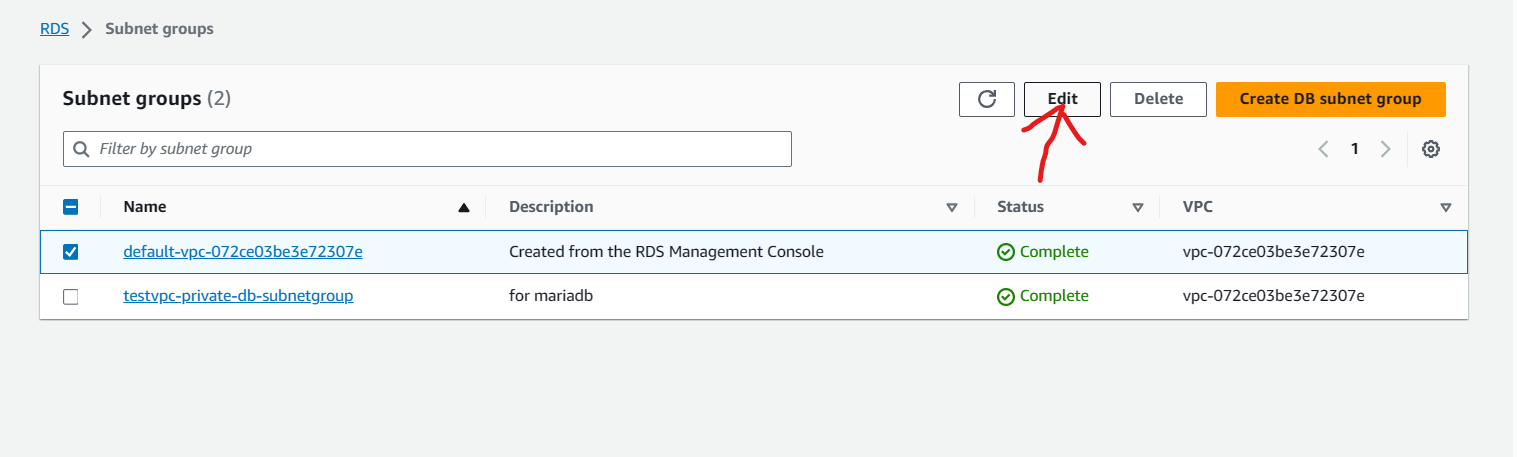 RDS > Subnet groups
Subnet groups (2)
Edit
Delete
Create DB subnet group
Filter by subnet group
1
Name Description Status VPC
default-vpc-072ce03be3e72307e Created from the RDS Management Console Complete vpc-072ce03be3e72307e
testvpc-private-db-subnetgroup for mariadb Complete vpc-072ce03be3e72307e